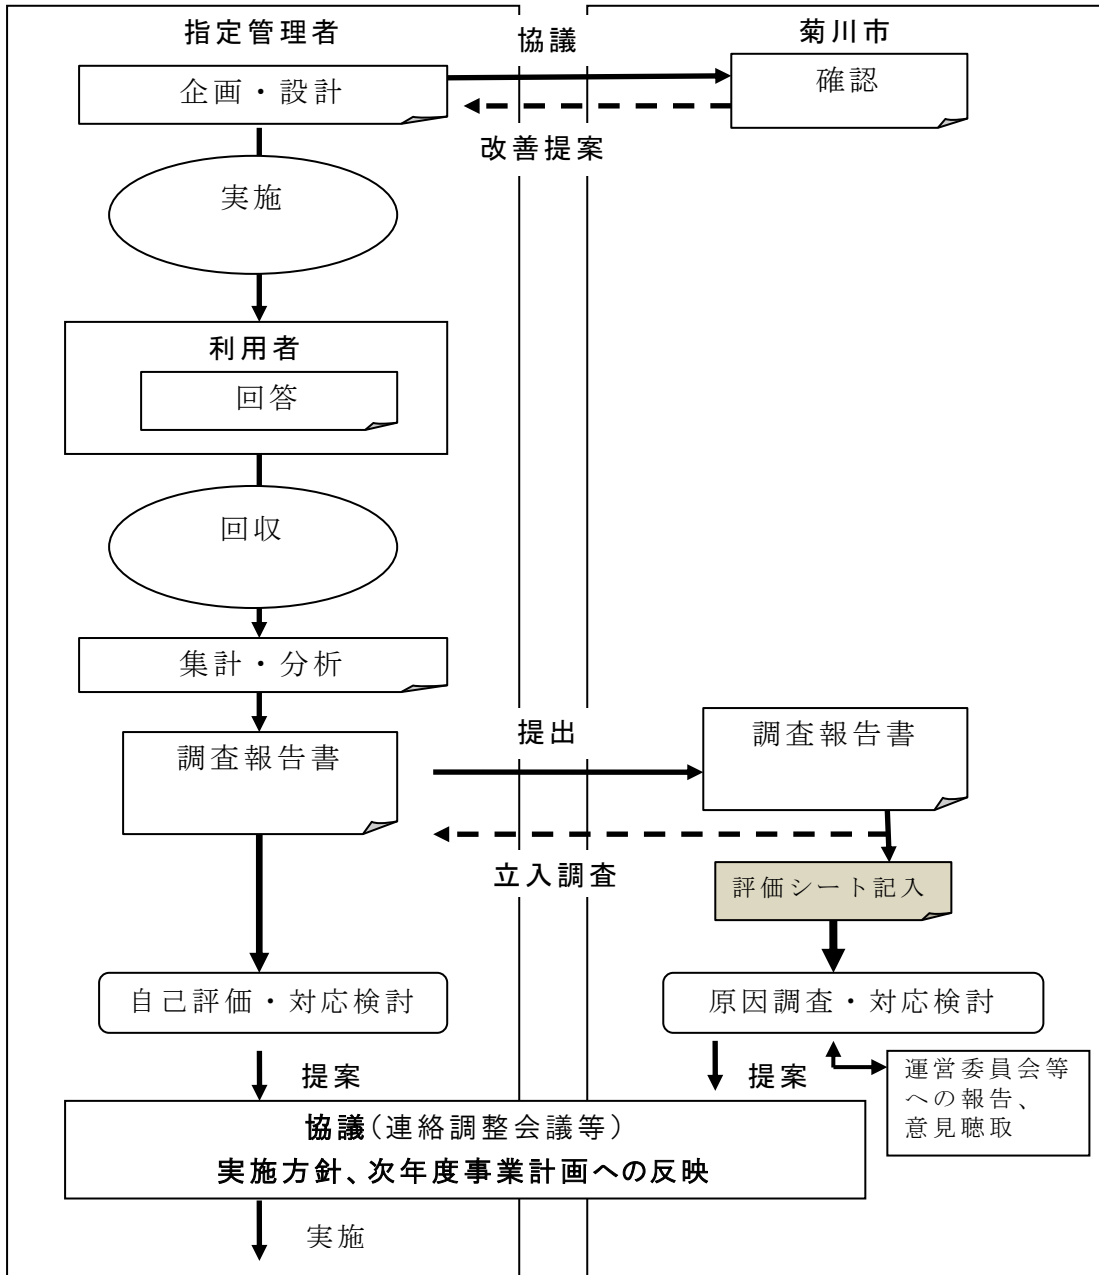 指定管理者
協議
菊川市
企画・設計
確認
改善提案
実施
利用者
回答
回収
集計・分析
提出
調査報告書
調査報告書
立入調査
評価シート記入
自己評価・対応検討
原因調査・対応検討
提案
提案
運営委員会等
への報告、
意見聴取
協議(連絡調整会議等)
実施方針、次年度事業計画への反映
実施